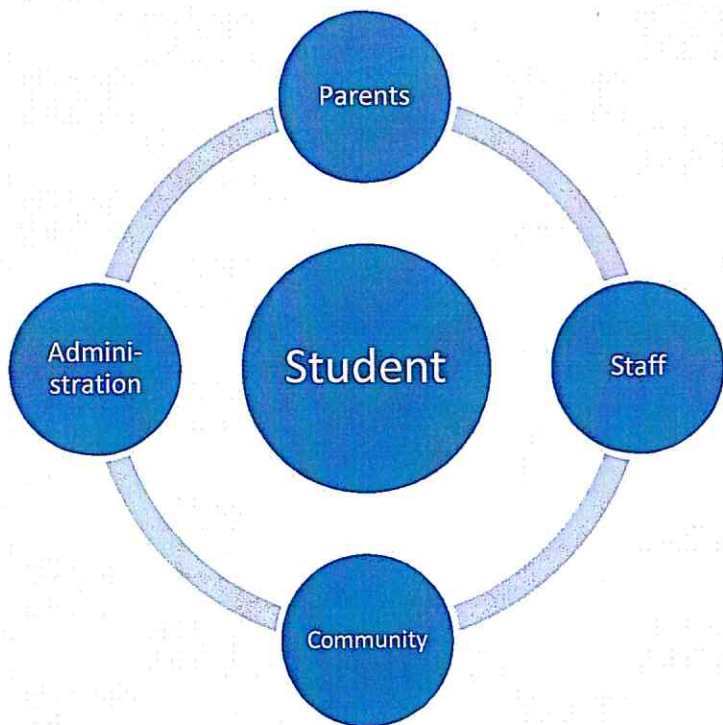 Parents
Admini-
stration
Student
Staff
Community